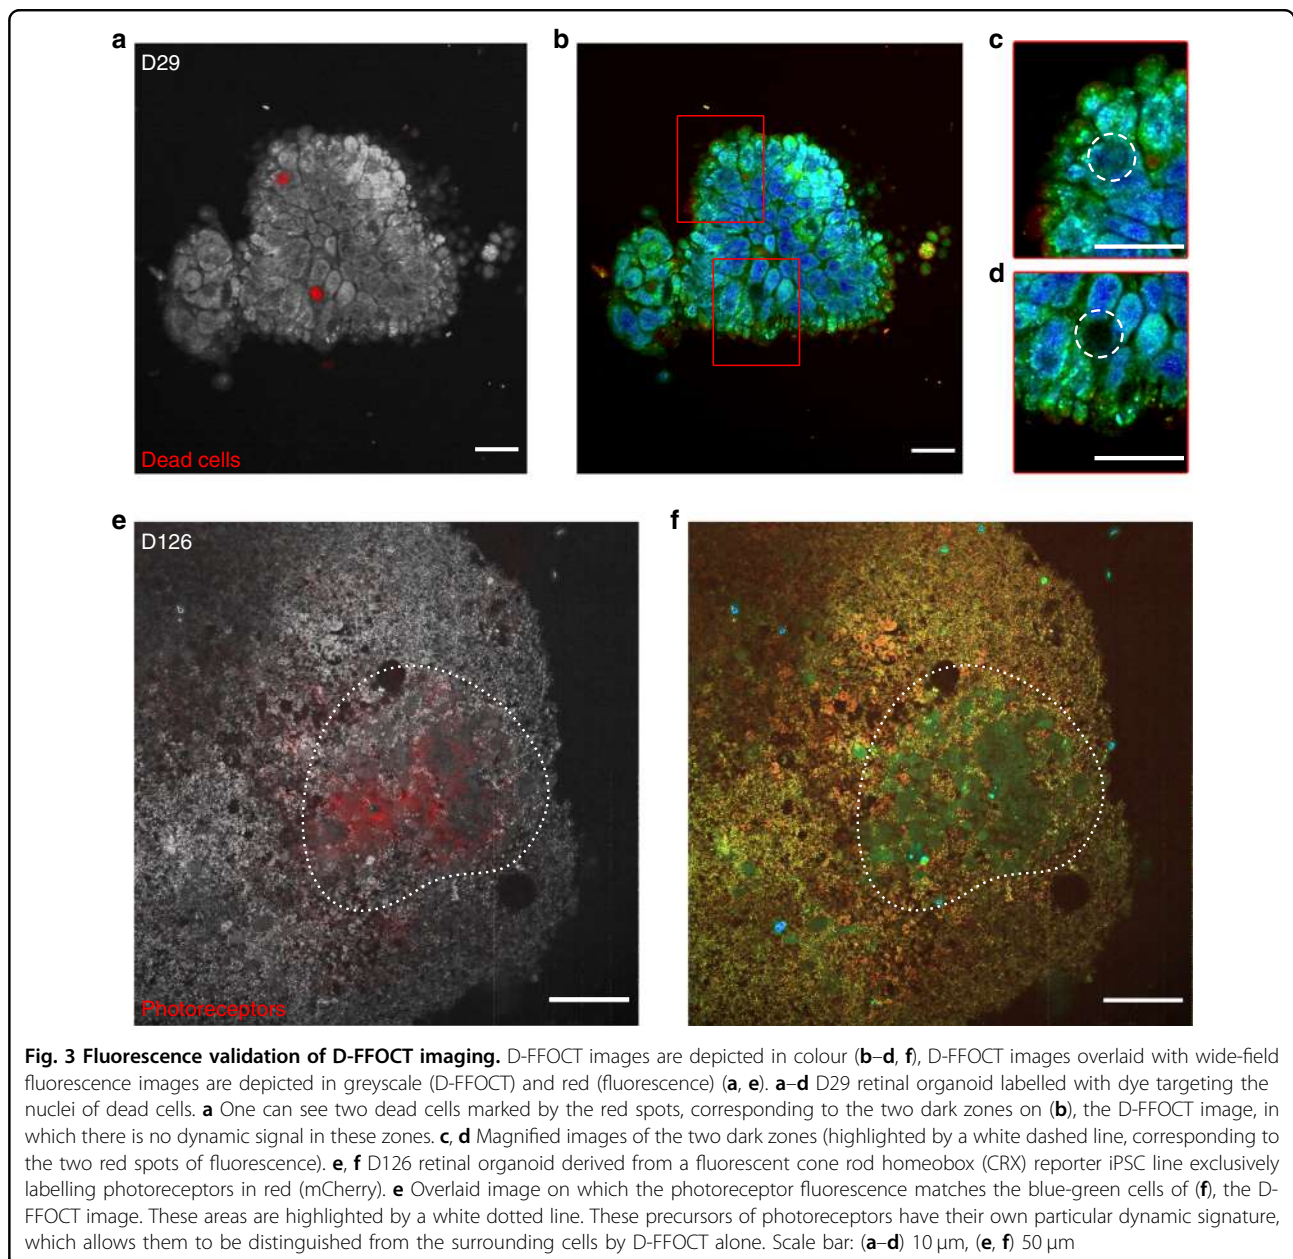 a
b
c
D29
d
Dead cells
e
f
D126
Photoreceptors
Fig. 3 Fluorescence validation of D-FFOCT imaging. D-FFOCT images are depicted in colour (b–d, f), D-FFOCT images overlaid with wide-field
fluorescence images are depicted in greyscale (D-FFOCT) and red (fluorescence) (a, e). a–d D29 retinal organoid labelled with dye targeting the
nuclei of dead cells. a One can see two dead cells marked by the red spots, corresponding to the two dark zones on (b), the D-FFOCT image, in
which there is no dynamic signal in these zones. c, d Magnified images of the two dark zones (highlighted by a white dashed line, corresponding to
the two red spots of fluorescence). e, f D126 retinal organoid derived from a fluorescent cone rod homeobox (CRX) reporter iPSC line exclusively
labelling photoreceptors in red (mCherry). e Overlaid image on which the photoreceptor fluorescence matches the blue-green cells of (f), the D-
FFOCT image. These areas are highlighted by a white dotted line. These precursors of photoreceptors have their own particular dynamic signature,
which allows them to be distinguished from the surrounding cells by D-FFOCT alone. Scale bar: (a–d) 10 µm, (e, f) 50 µm